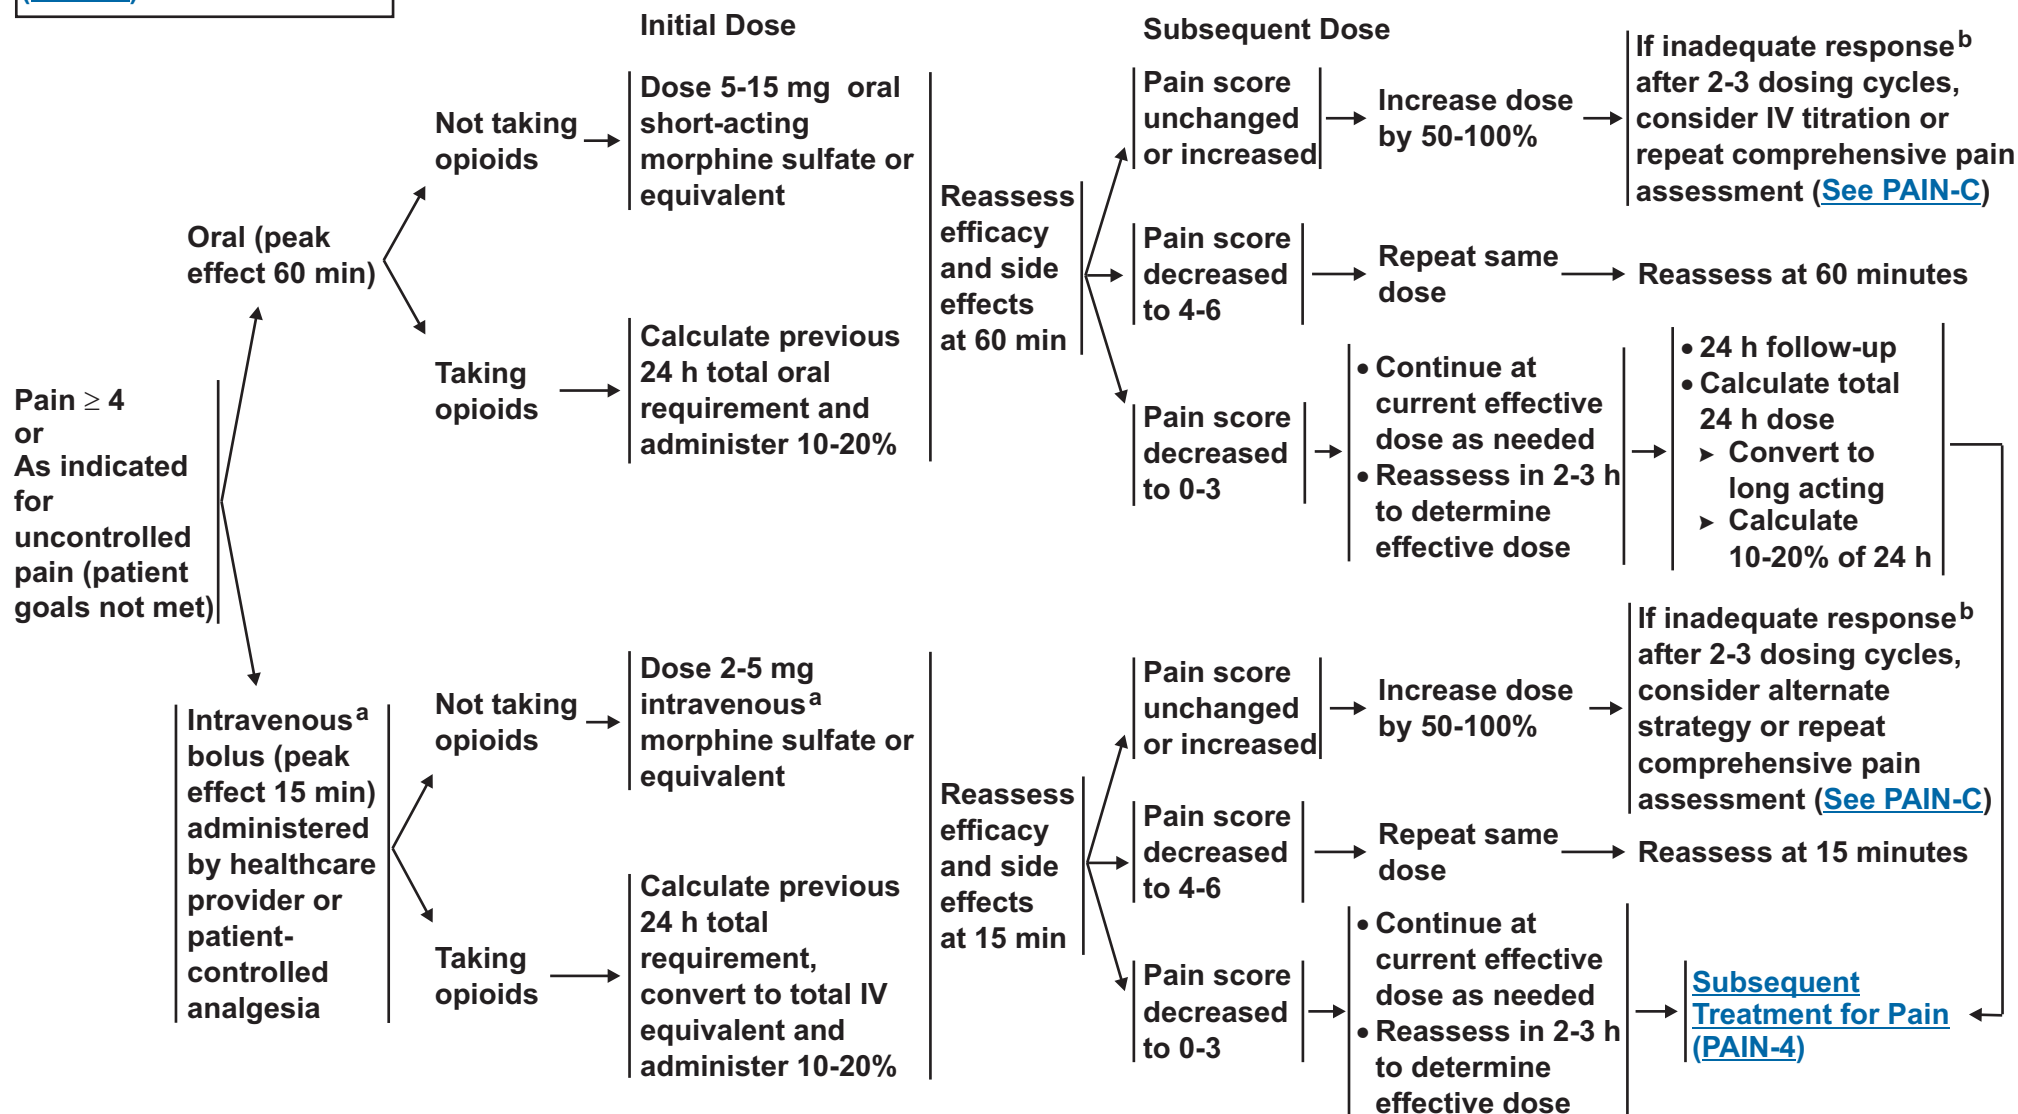 Initial Dose
Subsequent Dose
Pain ≥ 4
or
As indicated
for
uncontrolled
pain (patient
goals not met)
Oral (peak
effect 60 min)
Not taking
opioids
Dose 5-15 mg oral
short-acting
morphine sulfate or
equivalent
Taking
opioids
Calculate previous
24 h total oral
requirement and
administer 10-20%
Reassess
efficacy
and side
effects
at 60 min
Pain score
unchanged
or increased
Increase dose
by 50-100%
If inadequate response b
after 2-3 dosing cycles,
consider IV titration or
repeat comprehensive pain
assessment (See PAIN-C)
Pain score
decreased
to 4-6
Repeat same
dose
Reassess at 60 minutes
Pain score
decreased
to 0-3
• Continue at
current effective
dose as needed
• Reassess in 2-3 h
to determine
effective dose
• 24 h follow-up
• Calculate total
24 h dose
➤ Convert to
long acting
➤ Calculate
10-20% of 24 h
Intravenous a
bolus (peak
effect 15 min)
administered
by healthcare
provider or
patient-
controlled
analgesia
Not taking
opioids
Dose 2-5 mg
intravenous a
morphine sulfate or
equivalent
Taking
opioids
Calculate previous
24 h total
requirement,
convert to total IV
equivalent and
administer 10-20%
Reassess
efficacy
and side
effects
at 15 min
Pain score
unchanged
or increased
Increase dose
by 50-100%
If inadequate response b
after 2-3 dosing cycles,
consider alternate
strategy or repeat
comprehensive pain
assessment (See PAIN-C)
Pain score
decreased
to 4-6
Repeat same
dose
Reassess at 15 minutes
Pain score
decreased
to 0-3
• Continue at
current effective
dose as needed
• Reassess in 2-3 h
to determine
effective dose
Subsequent
Treatment for Pain
(PAIN-4)